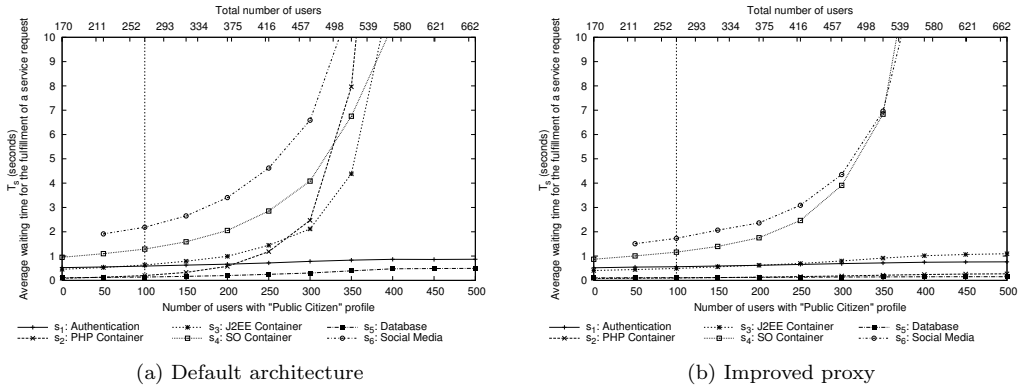 Total number of users
170 211 252 293 334 375 416 457 498 539 580 621 662
10
9
8
7
6
5
4
3
2
1
0
T_s (seconds)
Average waiting time for the fulfillment of a service request
0 50 100 150 200 250 300 350 400 450 500
Number of users with "Public Citizen" profile
s1: Authentication
s2: PHP Container
s3: J2EE Container
s4: SO Container
s5: Database
s6: Social Media
(a) Default architecture
Total number of users
170 211 252 293 334 375 416 457 498 539 580 621 662
10
9
8
7
6
5
4
3
2
1
0
T_s (seconds)
Average waiting time for the fulfillment of a service request
0 50 100 150 200 250 300 350 400 450 500
Number of users with "Public Citizen" profile
s1: Authentication
s2: PHP Container
s3: J2EE Container
s4: SO Container
s5: Database
s6: Social Media
(b) Improved proxy